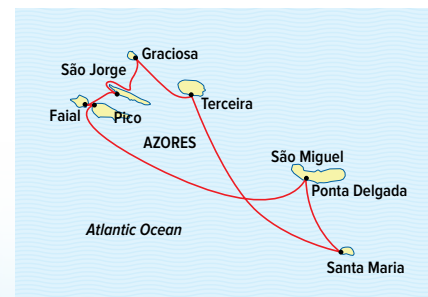 Graciosa
São Jorge
Terceira
Faial
Pico
AZORES
São Miguel
Ponta Delgada
Atlantic Ocean
Santa Maria